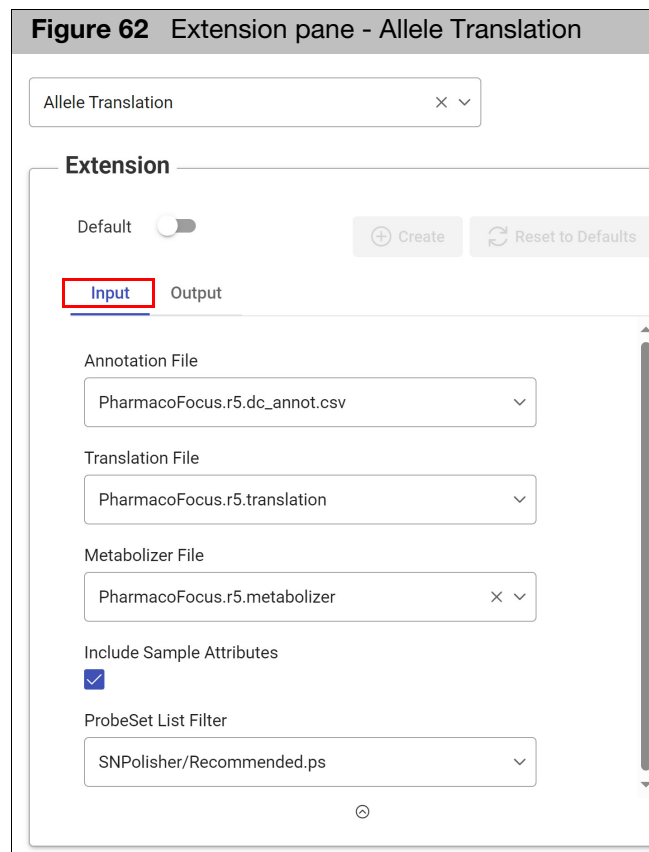 Figure 62 Extension pane - Allele Translation
Allele Translation
Extension
Default
Create
Reset to Defaults
Input
Output
Annotation File
PharmacoFocus.r5.dc_annot.csv
Translation File
PharmacoFocus.r5.translation
Metabolizer File
PharmacoFocus.r5.metabolizer
Include Sample Attributes
ProbeSet List Filter
SNPolisher/Recommended.ps